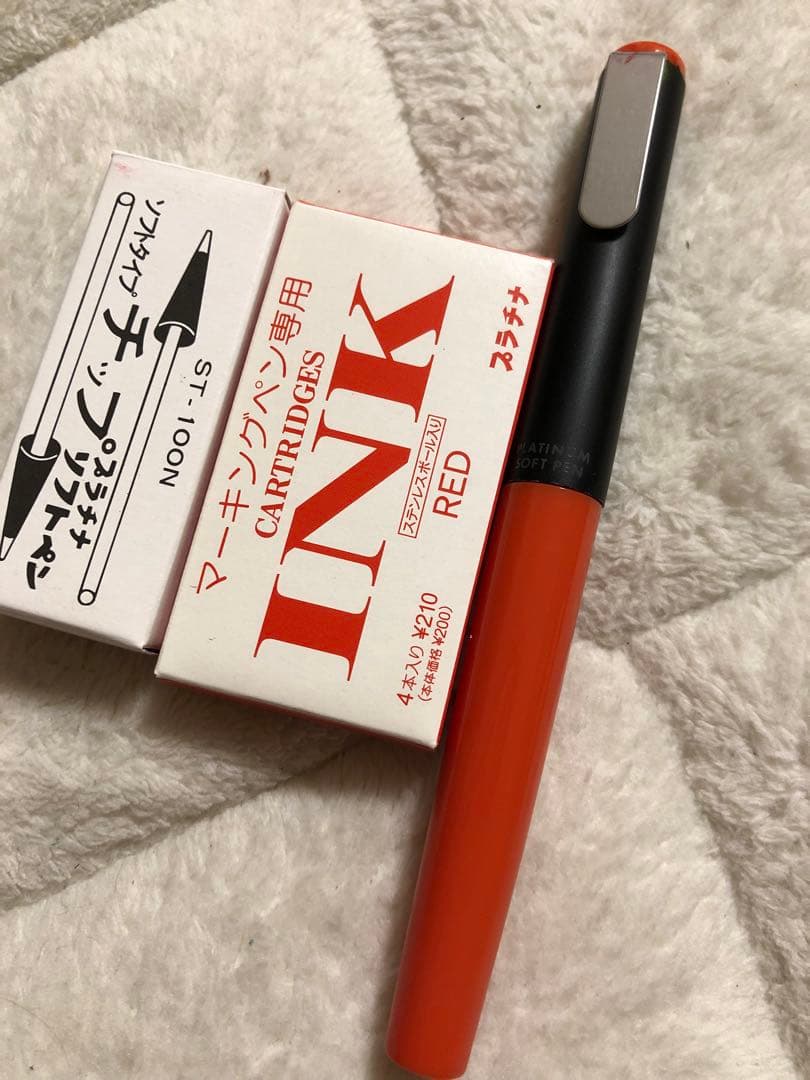 ソフトタイプ
チップ
プラチナ
ソフトペン
ST-100N
マーキングペン専用
CARTRIDGES
INK
ステンレスボール入り
RED
プラチナ
4本入り ¥210
(本体価格 ¥200)
PLATINUM
SOFT PEN